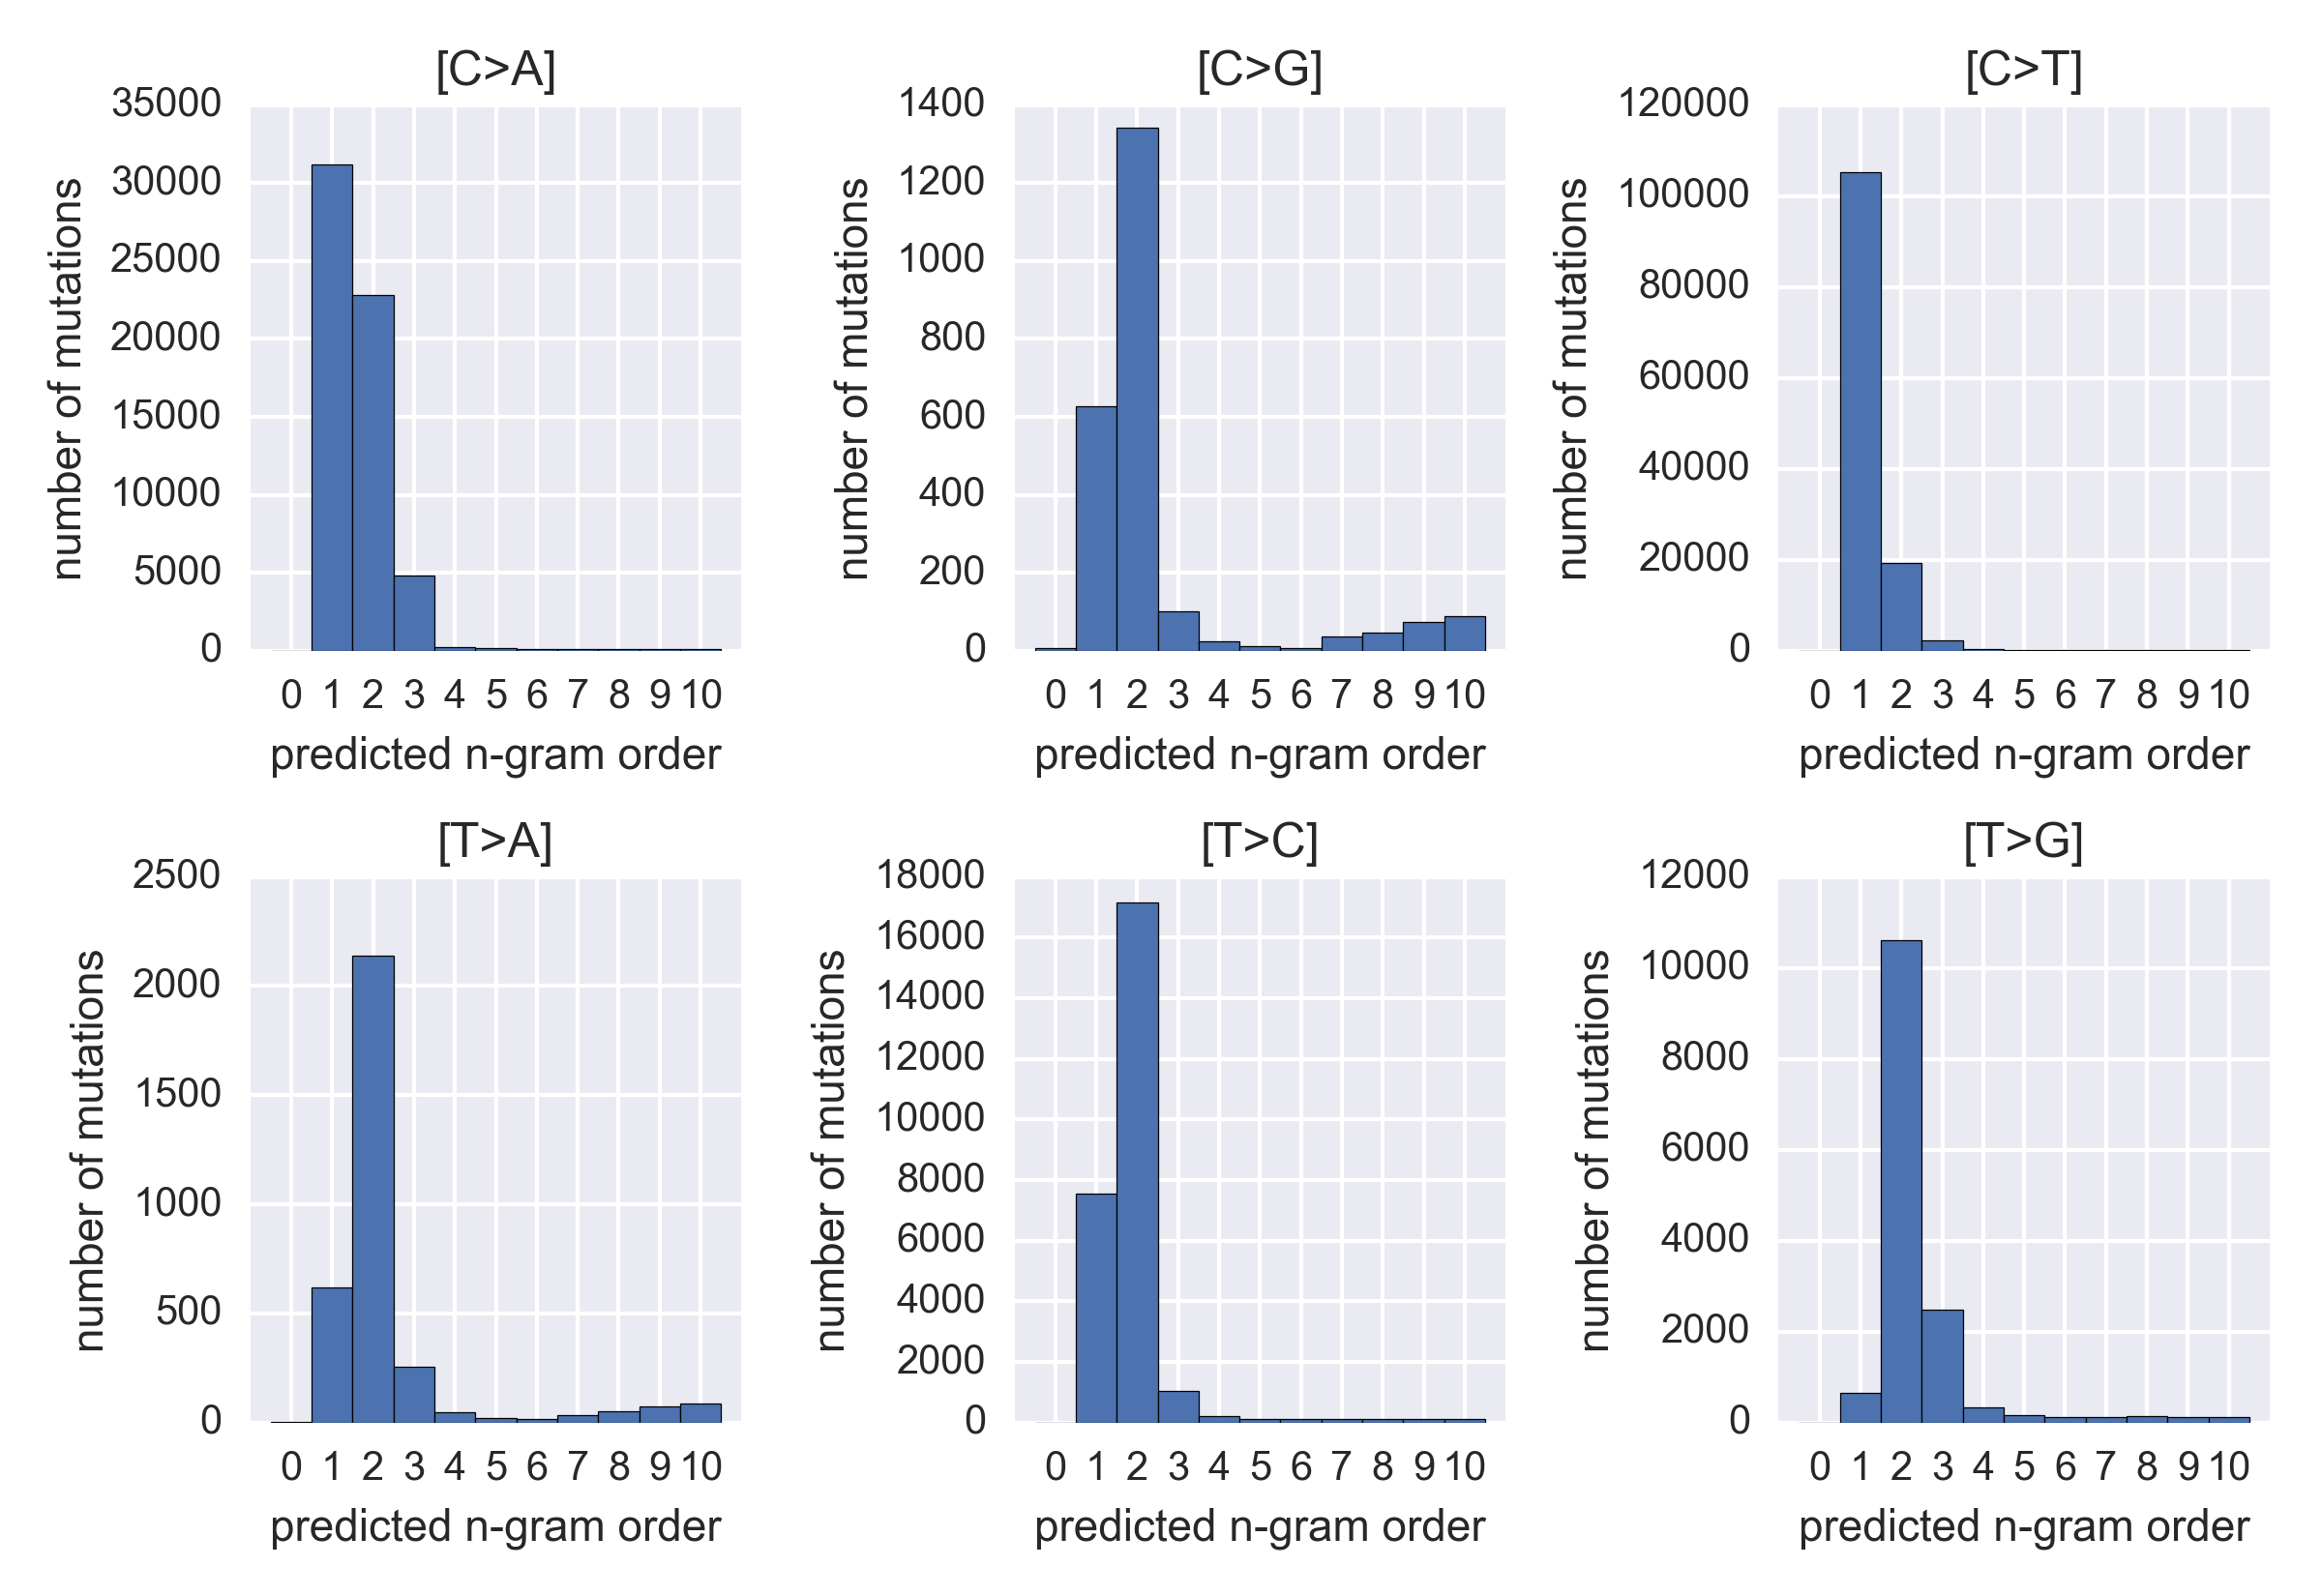 [C>A]
35000
30000
25000
20000
15000
10000
5000
0
number of mutations
0 1 2 3 4 5 6 7 8 9 10
predicted n-gram order
[C>G]
1400
1200
1000
800
600
400
200
0
number of mutations
0 1 2 3 4 5 6 7 8 9 10
predicted n-gram order
[C>T]
120000
100000
80000
60000
40000
20000
0
number of mutations
0 1 2 3 4 5 6 7 8 9 10
predicted n-gram order
[T>A]
2500
2000
1500
1000
500
0
number of mutations
0 1 2 3 4 5 6 7 8 9 10
predicted n-gram order
[T>C]
18000
16000
14000
12000
10000
8000
6000
4000
2000
0
number of mutations
0 1 2 3 4 5 6 7 8 9 10
predicted n-gram order
[T>G]
12000
10000
8000
6000
4000
2000
0
number of mutations
0 1 2 3 4 5 6 7 8 9 10
predicted n-gram order